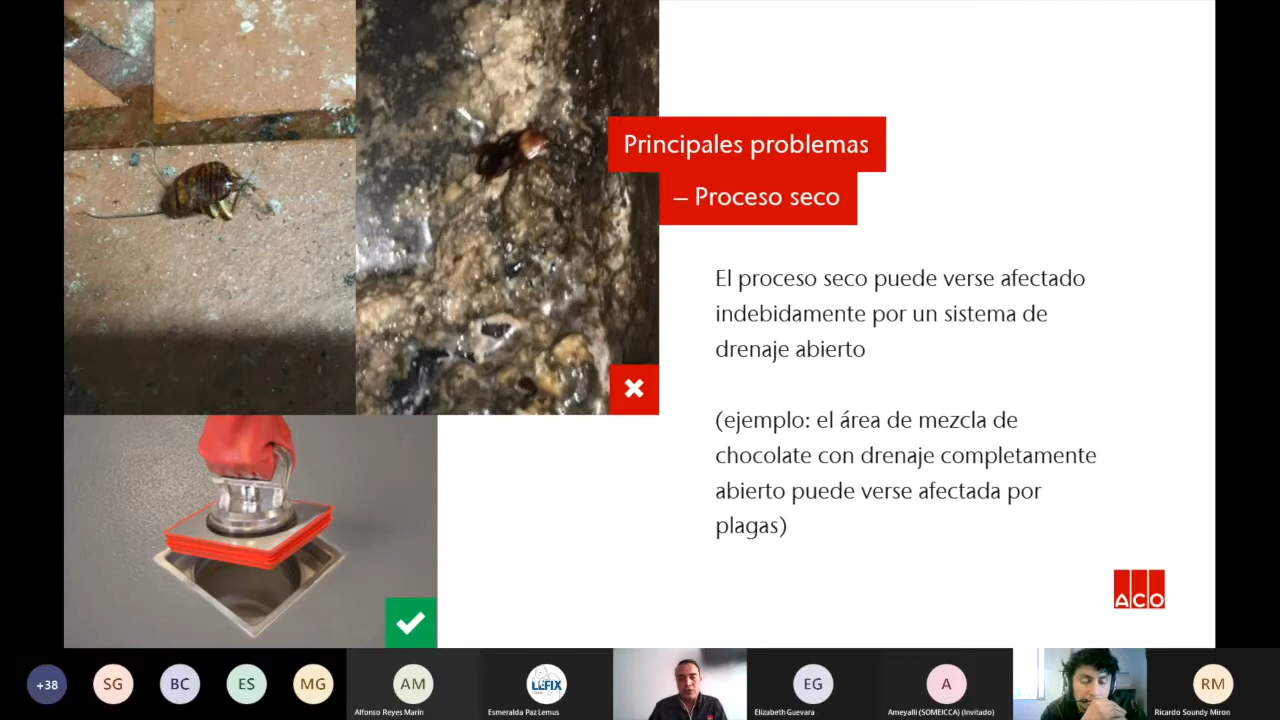 Principales problemas
– Proceso seco
El proceso seco puede verse afectado
indebidamente por un sistema de
drenaje abierto
(ejemplo: el área de mezcla de
chocolate con drenaje completamente
abierto puede verse afectada por
plagas)
ACO
+38
SG
BC
ES
MG
AM
Alfonso Reyes Marin
LEFIX
Esmeralda Paz Lemus
EG
Elizabeth Guevara
A
Ameyalli (SOMEICCA) (Invitado)
RM
Ricardo Soundy Miron